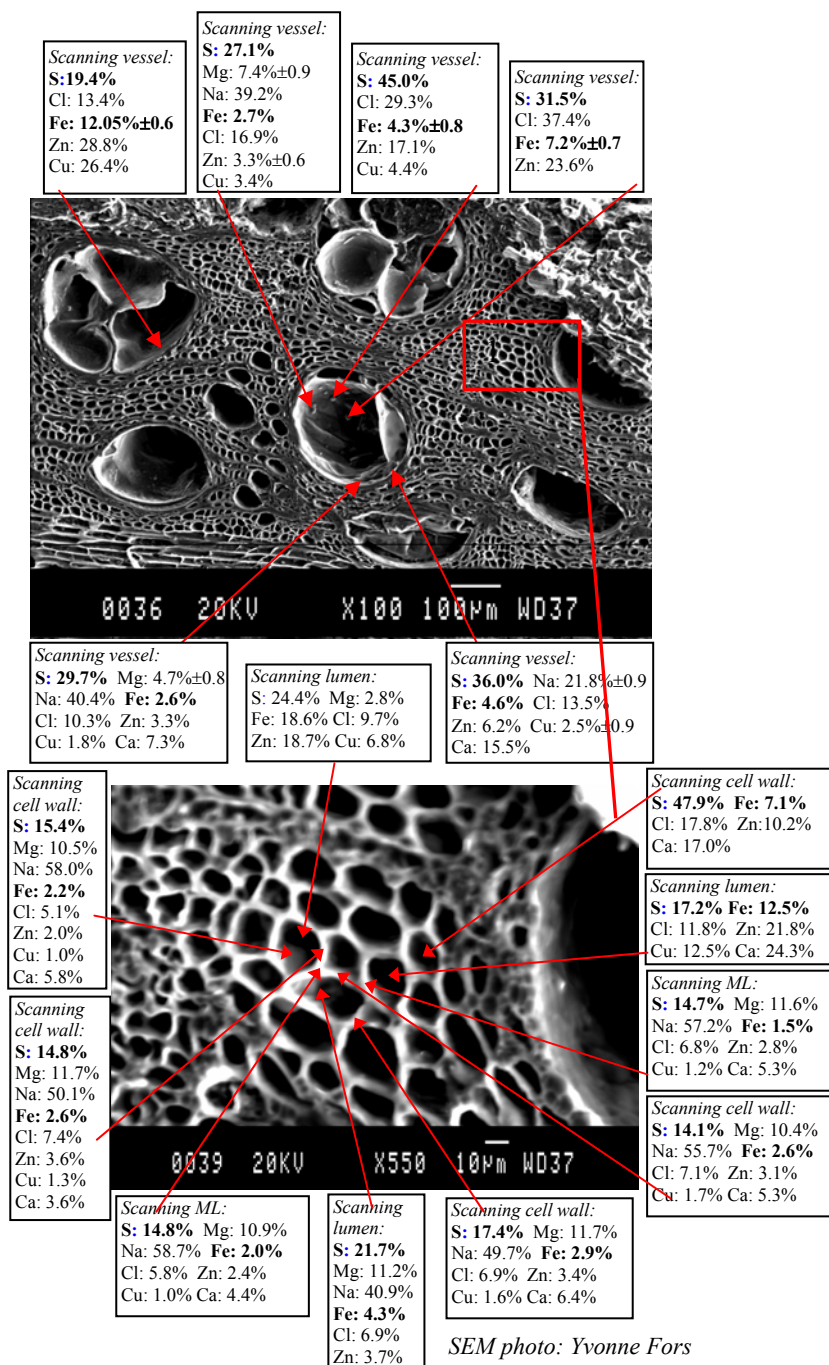 Scanning vessel:
S:19.4%
Cl: 13.4%
Fe: 12.05%±0.6
Zn: 28.8%
Cu: 26.4%
Scanning vessel:
S: 27.1%
Mg: 7.4%±0.9
Na: 39.2%
Fe: 2.7%
Cl: 16.9%
Zn: 3.3%±0.6
Cu: 3.4%
Scanning vessel:
S: 45.0%
Cl: 29.3%
Fe: 4.3%±0.8
Zn: 17.1%
Cu: 4.4%
Scanning vessel:
S: 31.5%
Cl: 37.4%
Fe: 7.2%±0.7
Zn: 23.6%
0036 20KV X100 100µm WD37
Scanning vessel:
S: 29.7% Mg: 4.7%±0.8
Na: 40.4% Fe: 2.6%
Cl: 10.3% Zn: 3.3%
Cu: 1.8% Ca: 7.3%
Scanning lumen:
S: 24.4% Mg: 2.8%
Fe: 18.6% Cl: 9.7%
Zn: 18.7% Cu: 6.8%
Scanning vessel:
S: 36.0% Na: 21.8%±0.9
Fe: 4.6% Cl: 13.5%
Zn: 6.2% Cu: 2.5%±0.9
Ca: 15.5%
Scanning
cell wall:
S: 15.4%
Mg: 10.5%
Na: 58.0%
Fe: 2.2%
Cl: 5.1%
Zn: 2.0%
Cu: 1.0%
Ca: 5.8%
Scanning cell wall:
S: 47.9% Fe: 7.1%
Cl: 17.8% Zn:10.2%
Ca: 17.0%
Scanning lumen:
S: 17.2% Fe: 12.5%
Cl: 11.8% Zn: 21.8%
Cu: 12.5% Ca: 24.3%
Scanning ML:
S: 14.7% Mg: 11.6%
Na: 57.2% Fe: 1.5%
Cl: 6.8% Zn: 2.8%
Cu: 1.2% Ca: 5.3%
Scanning
cell wall:
S: 14.8%
Mg: 11.7%
Na: 50.1%
Fe: 2.6%
Cl: 7.4%
Zn: 3.6%
Cu: 1.3%
Ca: 3.6%
Scanning cell wall:
S: 14.1% Mg: 10.4%
Na: 55.7% Fe: 2.6%
Cl: 7.1% Zn: 3.1%
Cu: 1.7% Ca: 5.3%
0039 20KV X550 10µm WD37
Scanning ML:
S: 14.8% Mg: 10.9%
Na: 58.7% Fe: 2.0%
Cl: 5.8% Zn: 2.4%
Cu: 1.0% Ca: 4.4%
Scanning
lumen:
S: 21.7%
Mg: 11.2%
Na: 40.9%
Fe: 4.3%
Cl: 6.9%
Zn: 3.7%
Scanning cell wall:
S: 17.4% Mg: 11.7%
Na: 49.7% Fe: 2.9%
Cl: 6.9% Zn: 3.4%
Cu: 1.6% Ca: 6.4%
SEM photo: Yvonne Fors